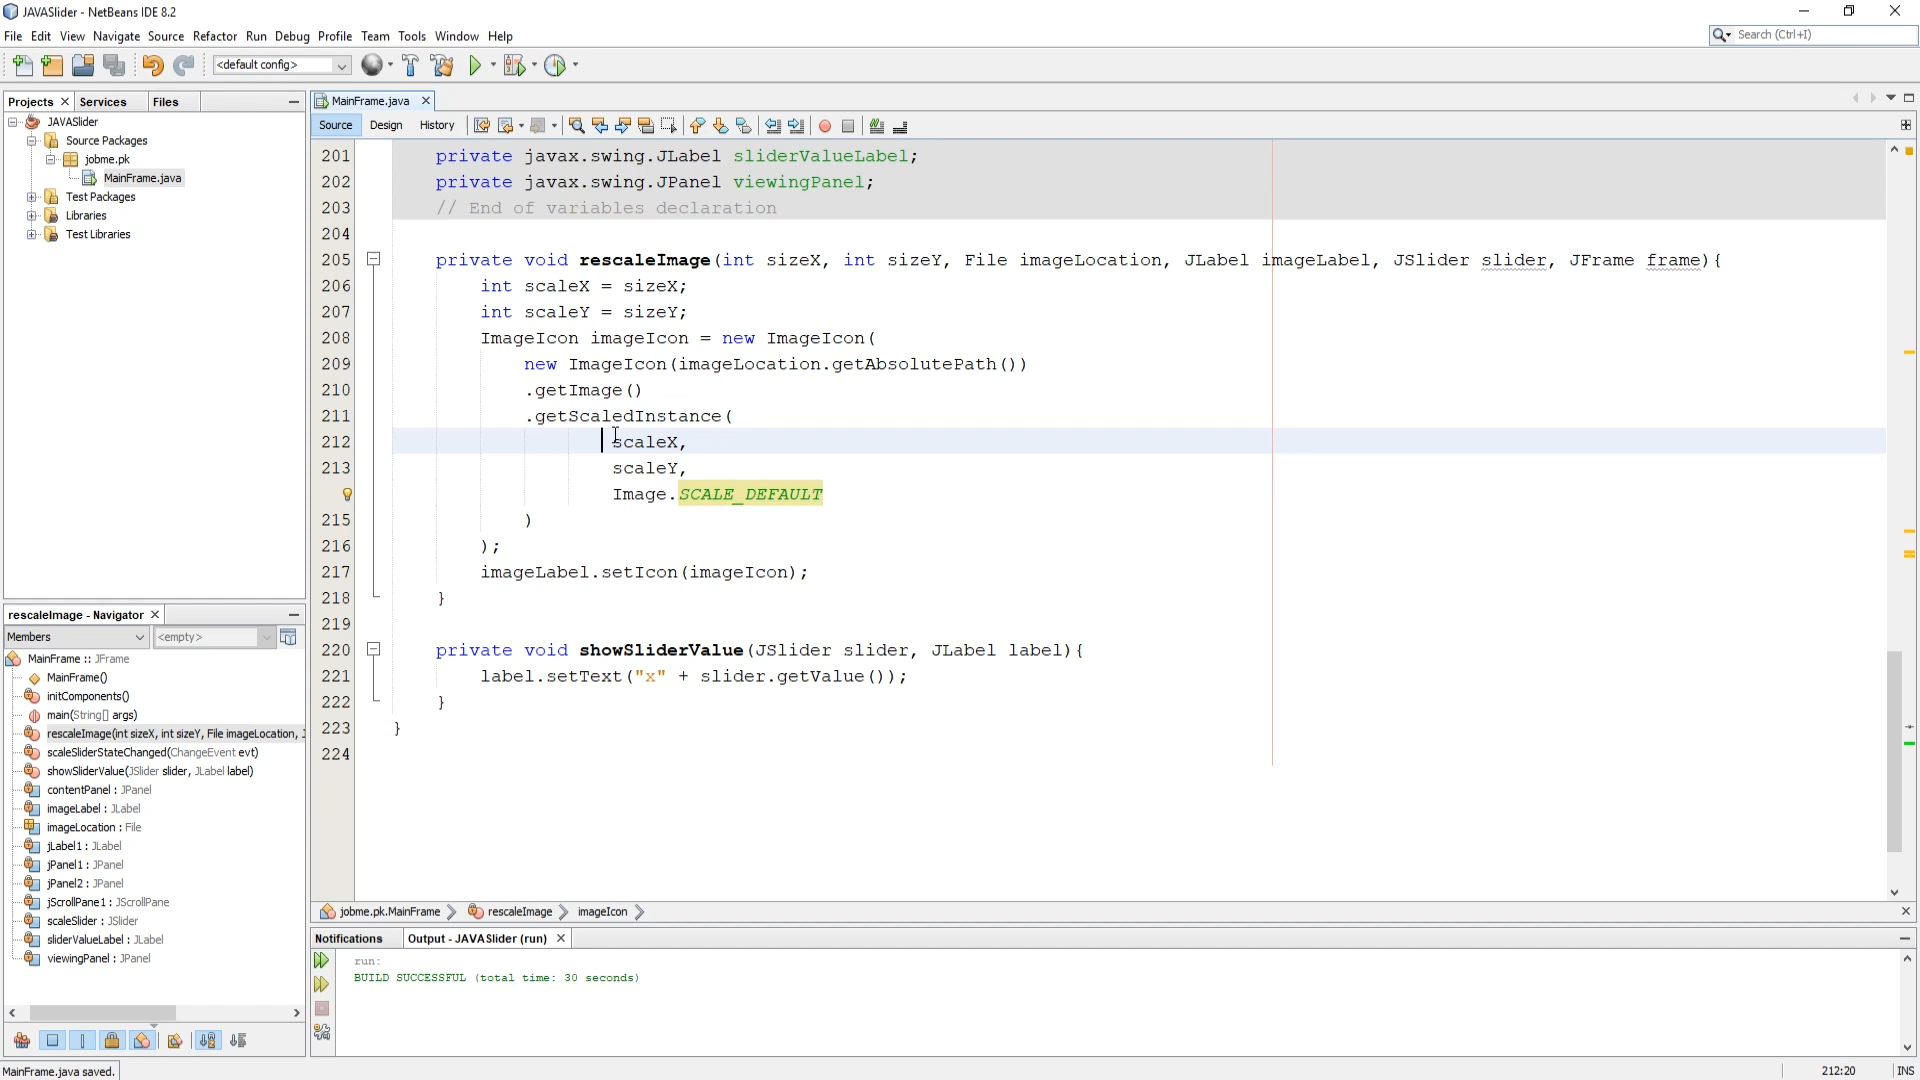 JAVASlider - NetBeans IDE 8.2
File Edit View Navigate Source Refactor Run Debug Profile Team Tools Window Help
Search (Ctrl+I)
<default config>
Projects Services Files
MainFrame.java
JAVASlider
Source Packages
jobme.pk
MainFrame.java
Test Packages
Libraries
Test Libraries
Source Design History
201 private javax.swing.JLabel sliderValueLabel;
202 private javax.swing.JPanel viewingPanel;
203 // End of variables declaration
204
205 private void rescaleImage(int sizeX, int sizeY, File imageLocation, JLabel imageLabel, JSlider slider, JFrame frame){
206 int scaleX = sizeX;
207 int scaleY = sizeY;
208 ImageIcon imageIcon = new ImageIcon(
209 new ImageIcon(imageLocation.getAbsolutePath())
210 .getImage()
211 .getScaledInstance(
212 scaleX,
213 scaleY,
Image.SCALE_DEFAULT
215 )
216 );
217 imageLabel.setIcon(imageIcon);
218 }
219
220 private void showSliderValue(JSlider slider, JLabel label){
221 label.setText("x" + slider.getValue());
222 }
223 }
224
rescaleImage - Navigator
Members <empty>
MainFrame :: JFrame
MainFrame()
initComponents()
main(String[] args)
rescaleImage(int sizeX, int sizeY, File imageLocation, J
scaleSliderStateChanged(ChangeEvent evt)
showSliderValue(JSlider slider, JLabel label)
contentPanel : JPanel
imageLabel : JLabel
imageLocation : File
jLabel1 : JLabel
jPanel1 : JPanel
jPanel2 : JPanel
jScrollPane1 : JScrollPane
scaleSlider : JSlider
sliderValueLabel : JLabel
viewingPanel : JPanel
jobme.pk.MainFrame rescaleImage imageIcon
Notifications Output - JAVASlider (run)
run:
BUILD SUCCESSFUL (total time: 30 seconds)
MainFrame.java saved.
212:20 INS